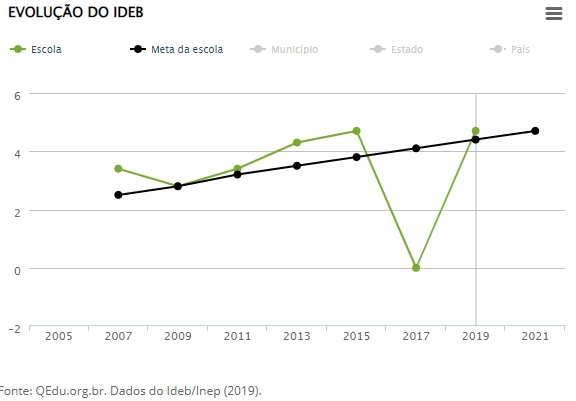 EVOLUÇÃO DO IDEB
Escola Meta da escola Município Estado País
6
4
2
0
-2
2005 2007 2009 2011 2013 2015 2017 2019 2021
Fonte: QEdu.org.br. Dados do Ideb/Inep (2019).